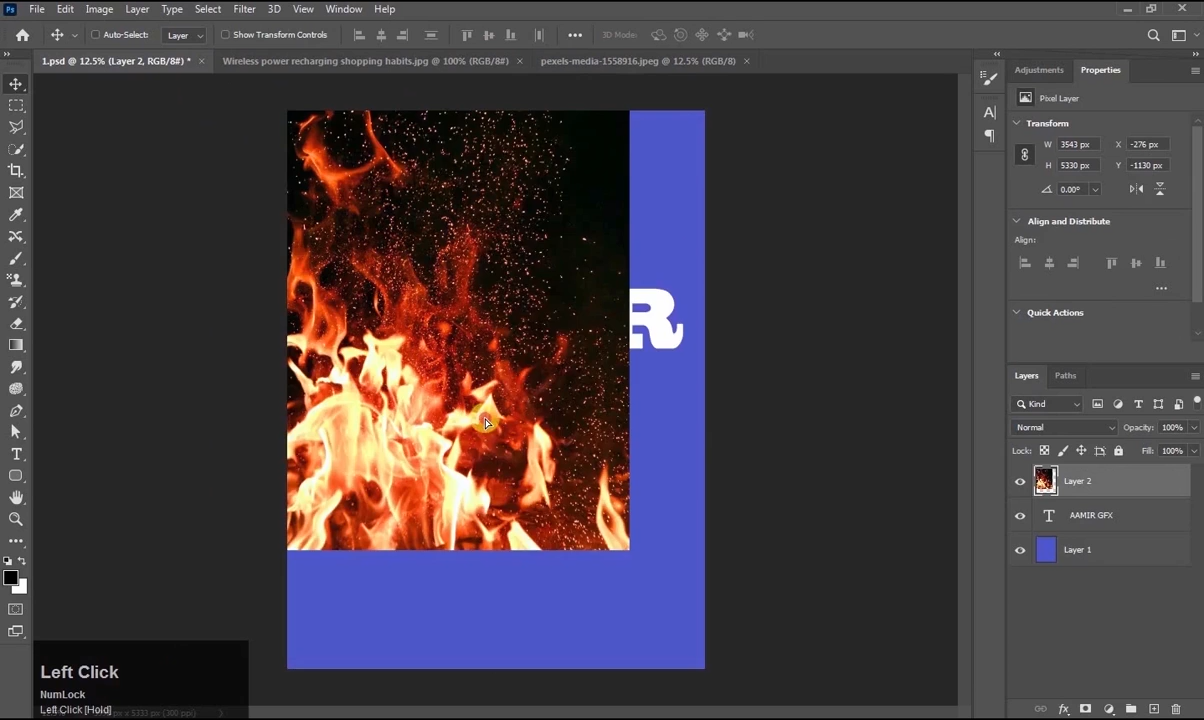 Ps File Edit Image Layer Type Select Filter 3D View Window Help
Auto-Select: Layer Show Transform Controls 3D Mode:
1.psd @ 12.5% (Layer 2, RGB/8#) * Wireless power recharging shopping habits.jpg @ 100% (RGB/8#) pexels-media-1558916.jpeg @ 12.5% (RGB/8)
Adjustments Properties
Pixel Layer
Transform
W 3543 px X -276 px
H 5330 px Y -1130 px
0.00°
Align and Distribute
Align:
Quick Actions
R
Layers Paths
Kind
Normal Opacity: 100%
Lock: Fill: 100%
Layer 2
AAMIR GFX
Layer 1
Left Click
NumLock
Left Click [Hold]